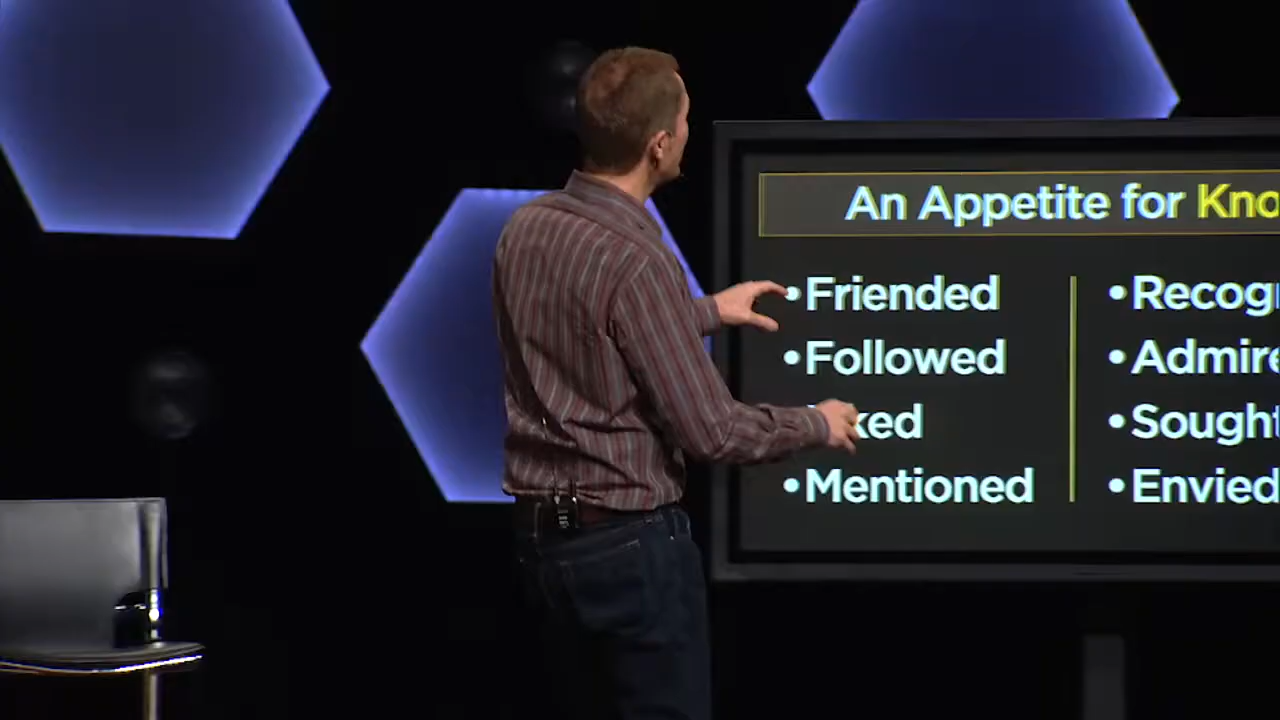 An Appetite for Kno
• Friended
• Followed
ked
• Mentioned
• Recog
• Admire
• Sought
• Envied